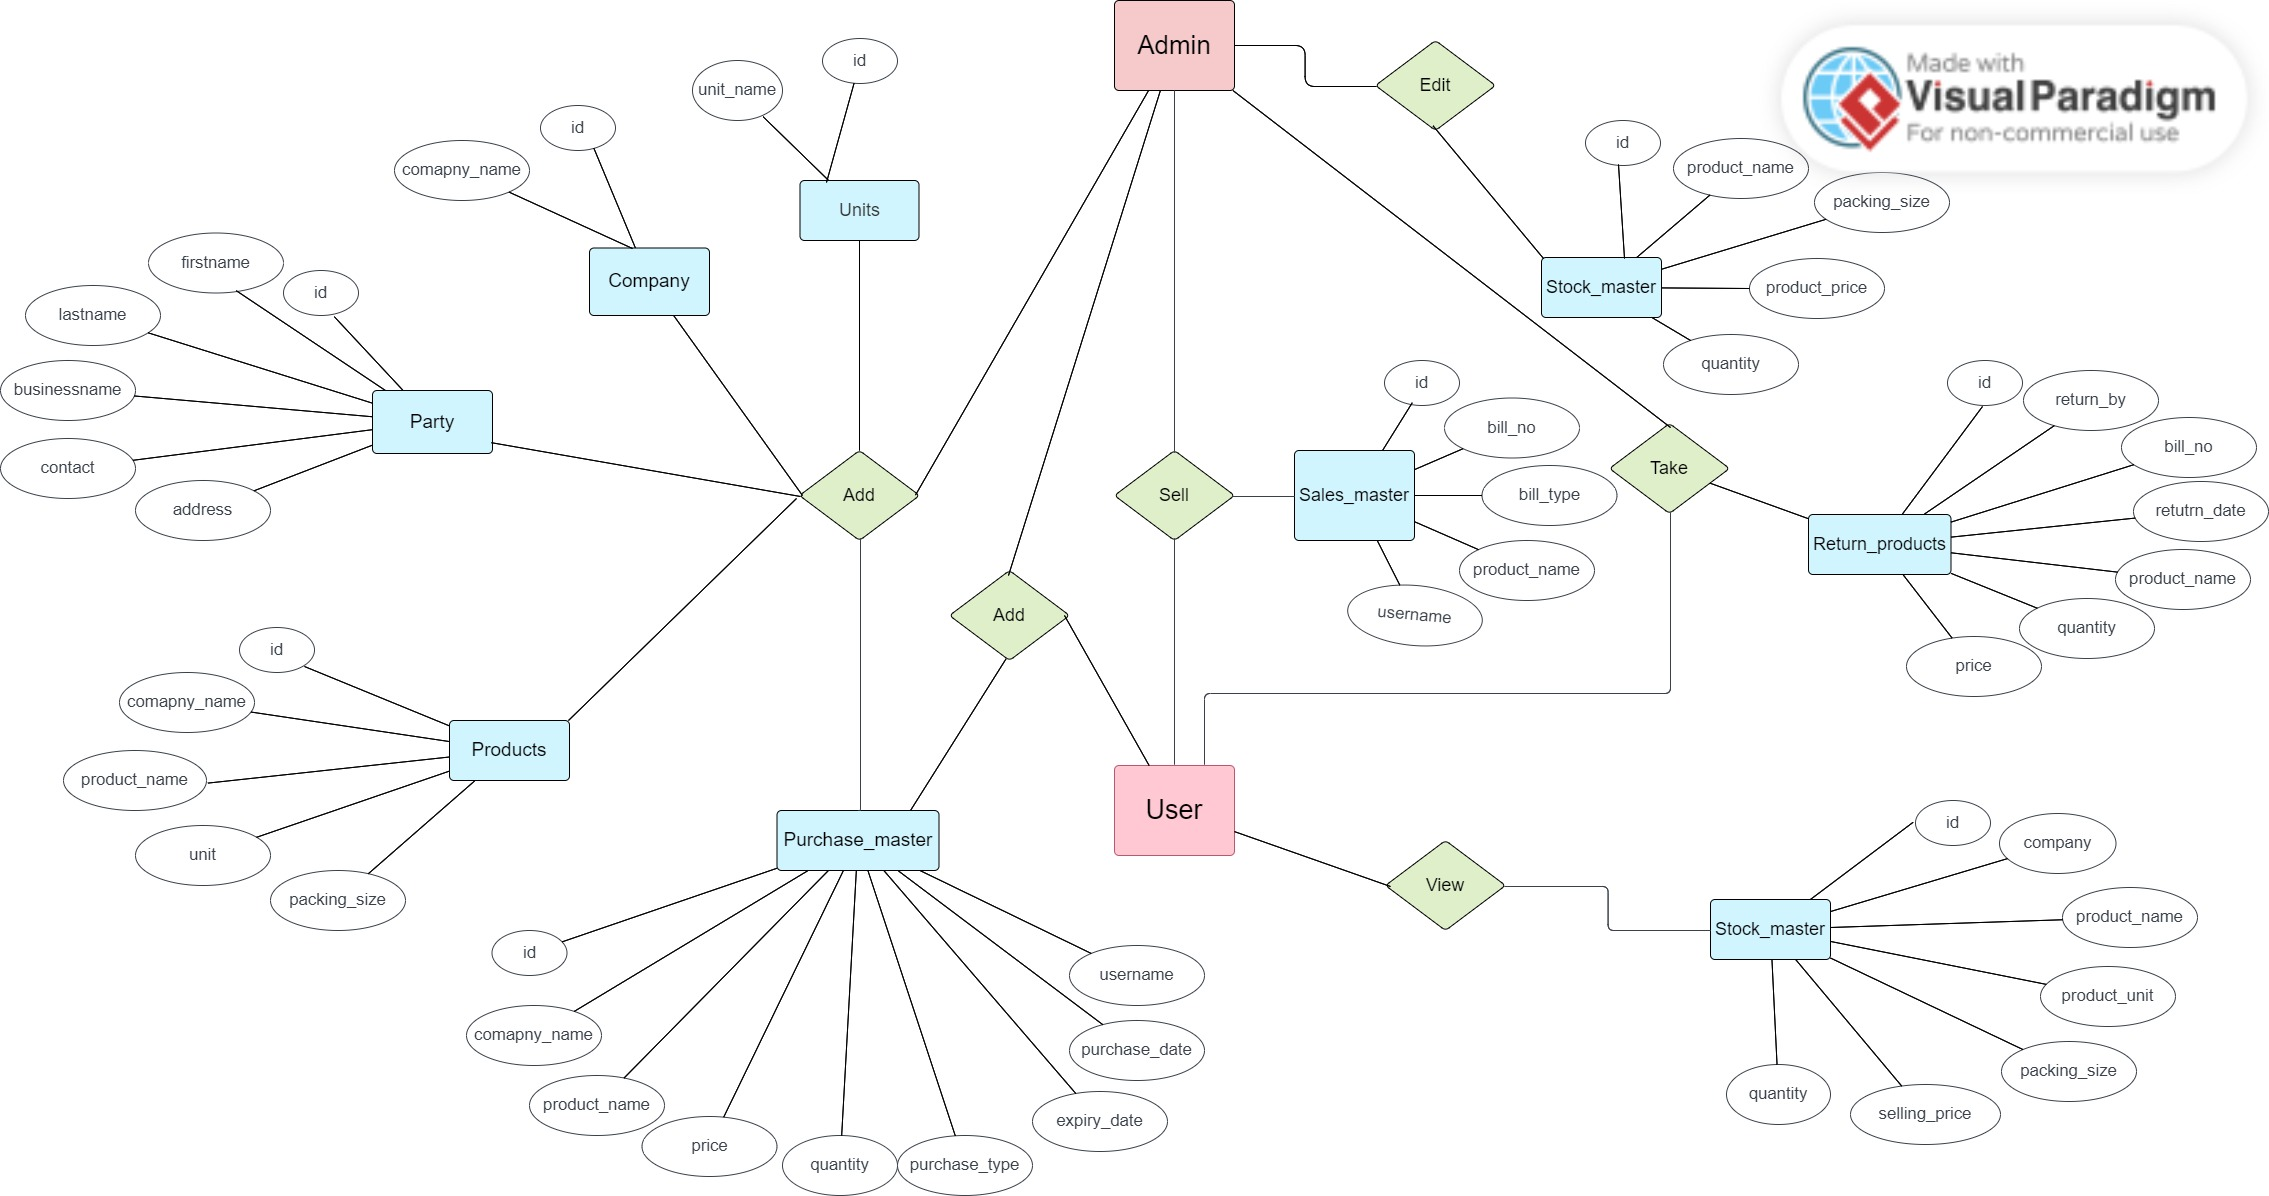 Admin
Edit
Made with
Visual Paradigm
For non-commercial use
unit_name
id
Units
id
comapny_name
Company
firstname
id
lastname
businessname
contact
address
Party
Add
id
product_name
packing_size
product_price
quantity
Stock_master
Sell
id
bill_no
bill_type
product_name
username
Sales_master
Take
id
return_by
bill_no
retutrn_date
product_name
quantity
price
Return_products
Add
id
comapny_name
product_name
unit
packing_size
Products
Purchase_master
id
comapny_name
product_name
price
quantity
purchase_type
expiry_date
purchase_date
username
User
View
Stock_master
id
company
product_name
product_unit
packing_size
selling_price
quantity